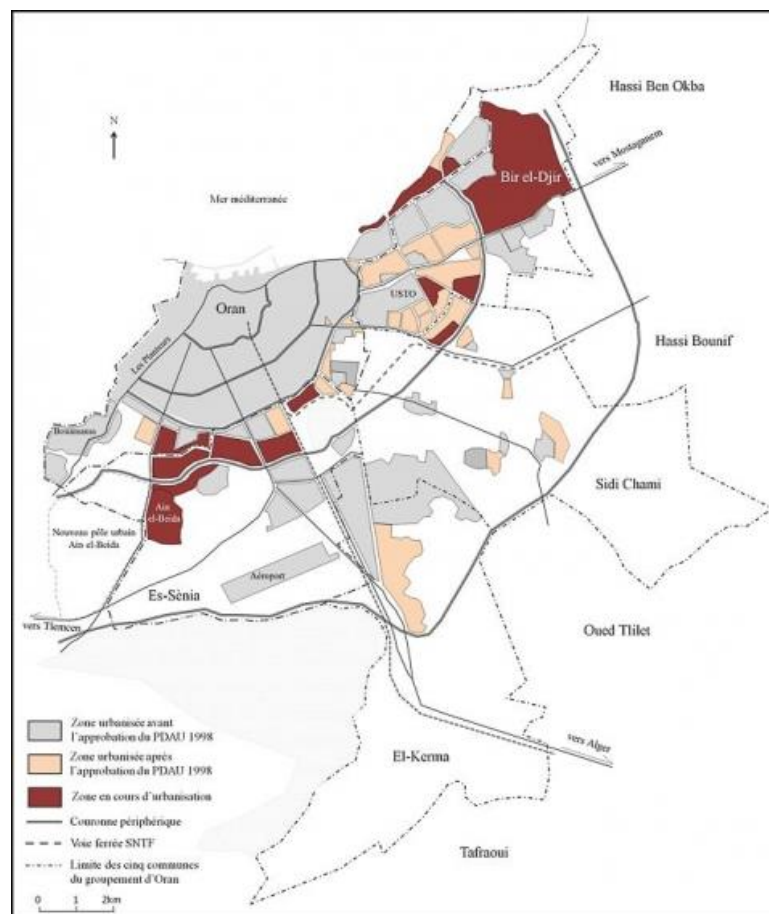 Hassi Ben Okba
N
vers Mostaganem
Bir el-Djir
Mer méditerranée
USTO
Oran
Les Planteurs
Hassi Bounif
Sidi Chami
Ain
el-Beida
Nouveau pôle urbain
Ain el-Beida
Aéroport
Es-Sènia
vers Tlemcen
Oued Tlilet
Zone urbanisée avant
l'approbation du PDAU 1998
vers Alger
Zone urbanisée après
l'approbation du PDAU 1998
El-Kerma
Zone en cours d'urbanisation
Couronne périphérique
Voie ferrée SNTF
Tafraoui
Limite des cinq communes
du groupement d'Oran
0 1 2km